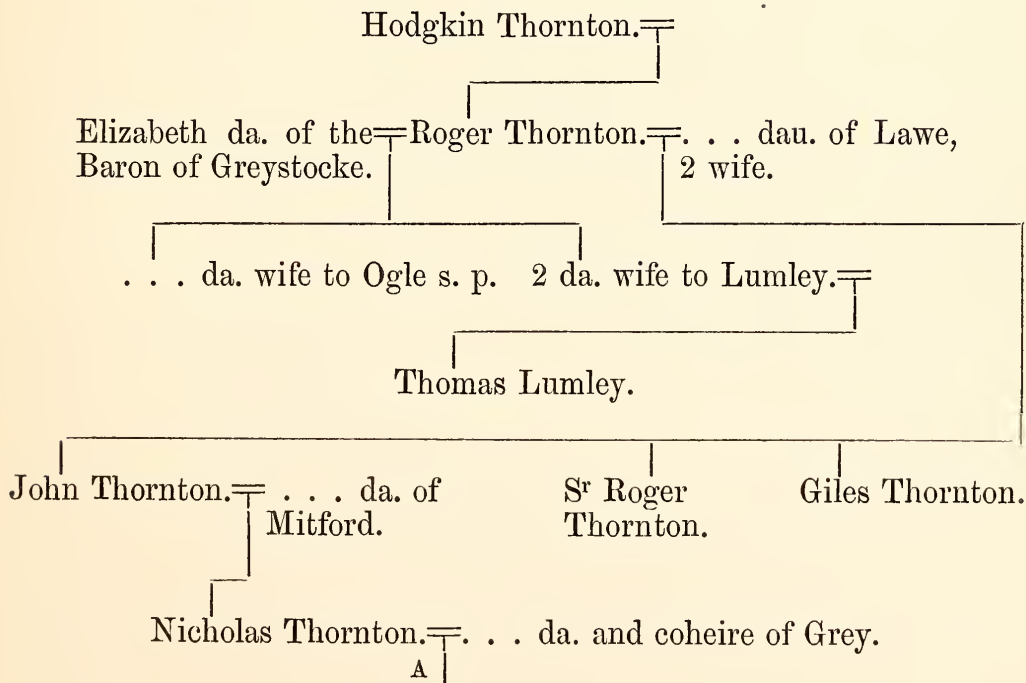 Hodgkin Thornton.
Elizabeth da. of the Roger Thornton. . . . dau. of Lawe,
Baron of Greystocke. 2 wife.
. . . da. wife to Ogle s. p. 2 da. wife to Lumley.
Thomas Lumley.
John Thornton. . . . da. of Sr Roger Giles Thornton.
Mitford. Thornton.
Nicholas Thornton. . . . da. and coheire of Grey.
A